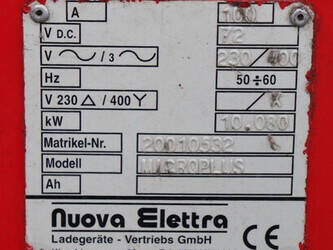 A 100
V D.C. 72
V ~ / 3 ~ 230/400
Hz 50÷60
V 230 △ / 400 Y / X
kW 10.080
Matrikel-Nr. 20010532
Modell MICROPLUS
Ah
Nuova Elettra
Ladegeräte - Vertriebs GmbH
CE